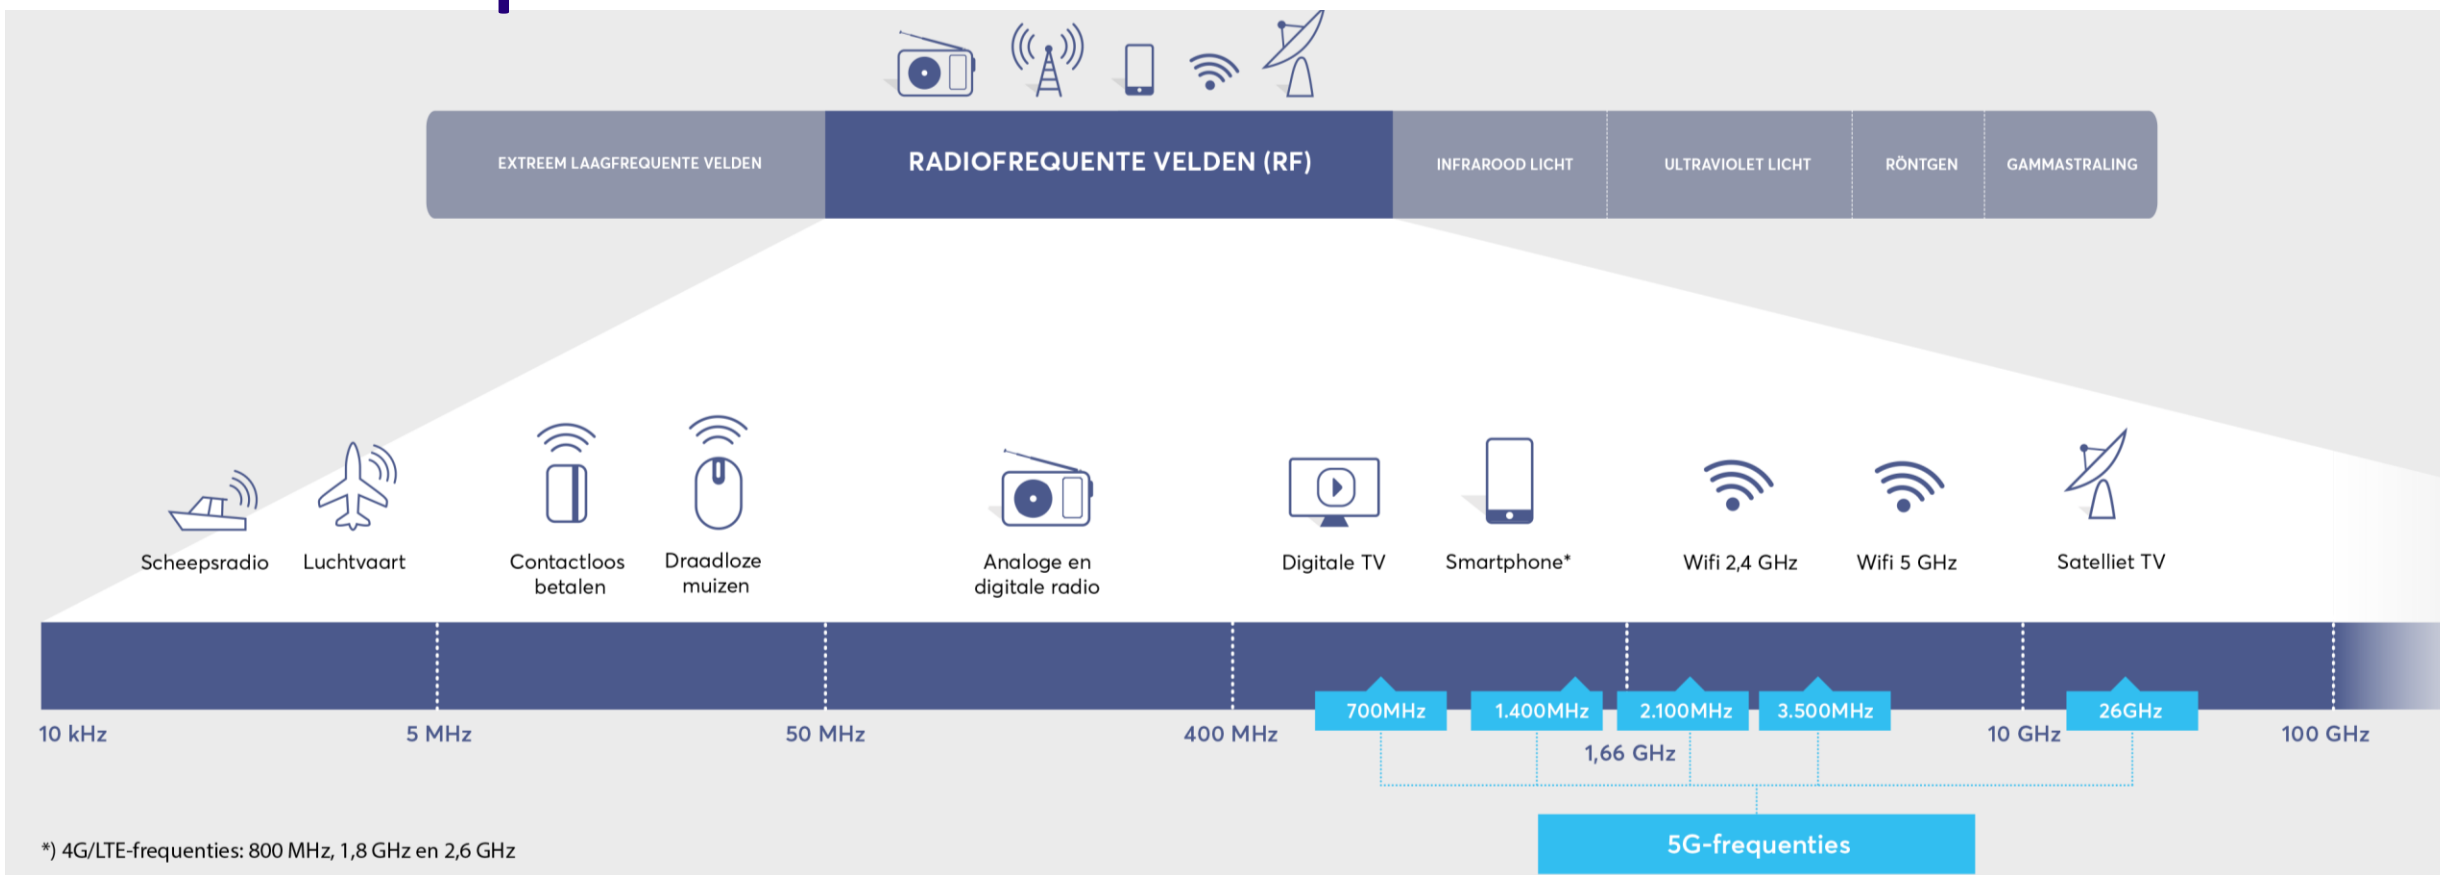 EXTREEM LAAGFREQUENTE VELDEN
RADIOFREQUENTE VELDEN (RF)
INFRAROOD LICHT
ULTRAVIOLET LICHT
RÖNTGEN
GAMMASTRALING
Scheepsradio
Luchtvaart
Contactloos
betalen
Draadloze
muizen
Analoge en
digitale radio
Digitale TV
Smartphone*
Wifi 2,4 GHz
Wifi 5 GHz
Satelliet TV
700MHz
1.400MHz
2.100MHz
3.500MHz
26GHz
10 kHz
5 MHz
50 MHz
400 MHz
1,66 GHz
10 GHz
100 GHz
5G-frequenties
*) 4G/LTE-frequenties: 800 MHz, 1,8 GHz en 2,6 GHz